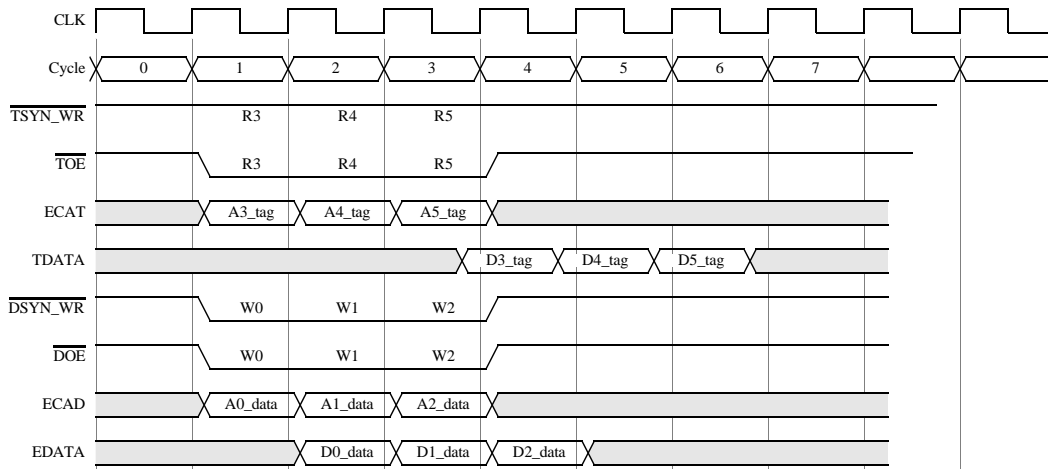 CLK
Cycle 0 1 2 3 4 5 6 7
TSYN_WR R3 R4 R5
TOE R3 R4 R5
ECAT A3_tag A4_tag A5_tag
TDATA D3_tag D4_tag D5_tag
DSYN_WR W0 W1 W2
DOE W0 W1 W2
ECAD A0_data A1_data A2_data
EDATA D0_data D1_data D2_data